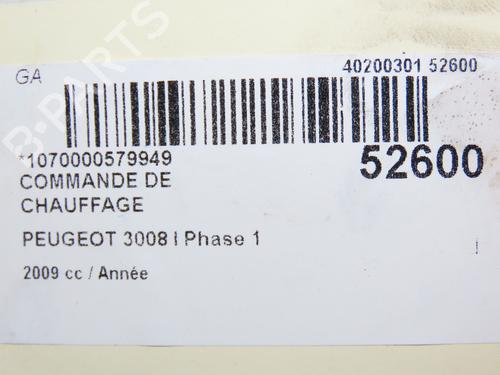 GA
40200301 52600
*1070000579949
52600
COMMANDE DE
CHAUFFAGE
PEUGEOT 3008 I Phase 1
2009 cc / Année
B-PARTS